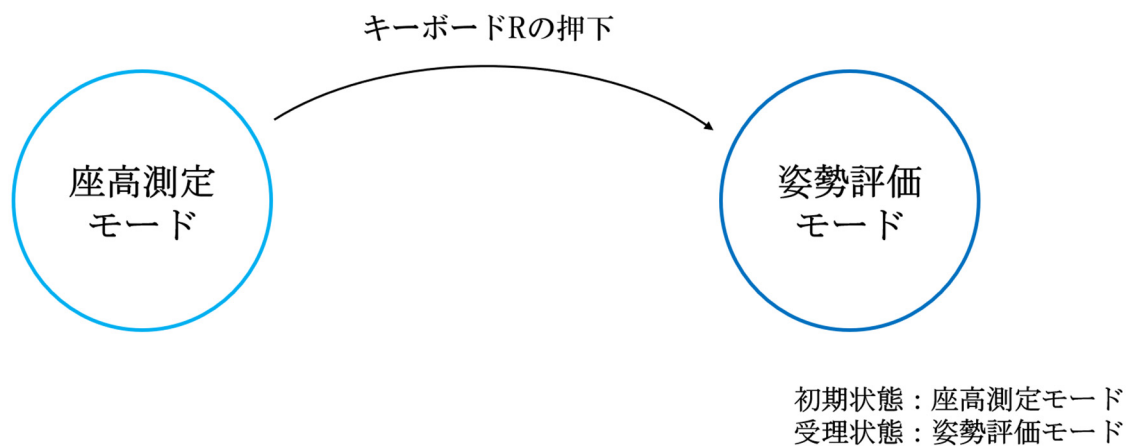 キーボードRの押下
座高測定
モード
姿勢評価
モード
初期状態：座高測定モード
受理状態：姿勢評価モード